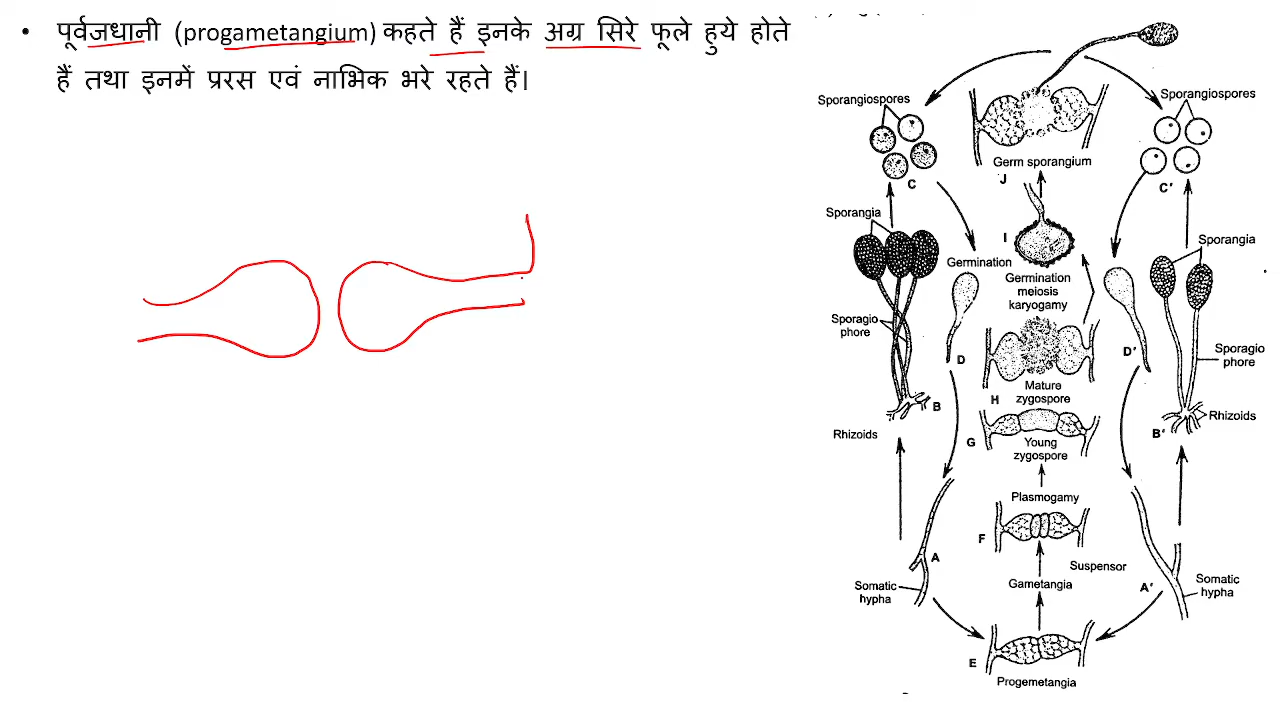 • पूर्वजधानी (progametangium) कहते हैं इनके अग्र सिरे फूले हुये होते
हैं तथा इनमें प्ररस एवं नाभिक भरे रहते हैं।
Sporangiospores
Sporangiospores
Germ sporangium
C
J
C′
Sporangia
I
Sporangia
Germination
Germination
meiosis
karyogamy
Sporagio
phore
D
D′
Sporagio
phore
Mature
zygospore
H
B
Rhizoids
B′
Rhizoids
G
Young
zygospore
Plasmogamy
F
A
Suspensor
Somatic
hypha
Gametangia
A′
Somatic
hypha
E
Progemetangia